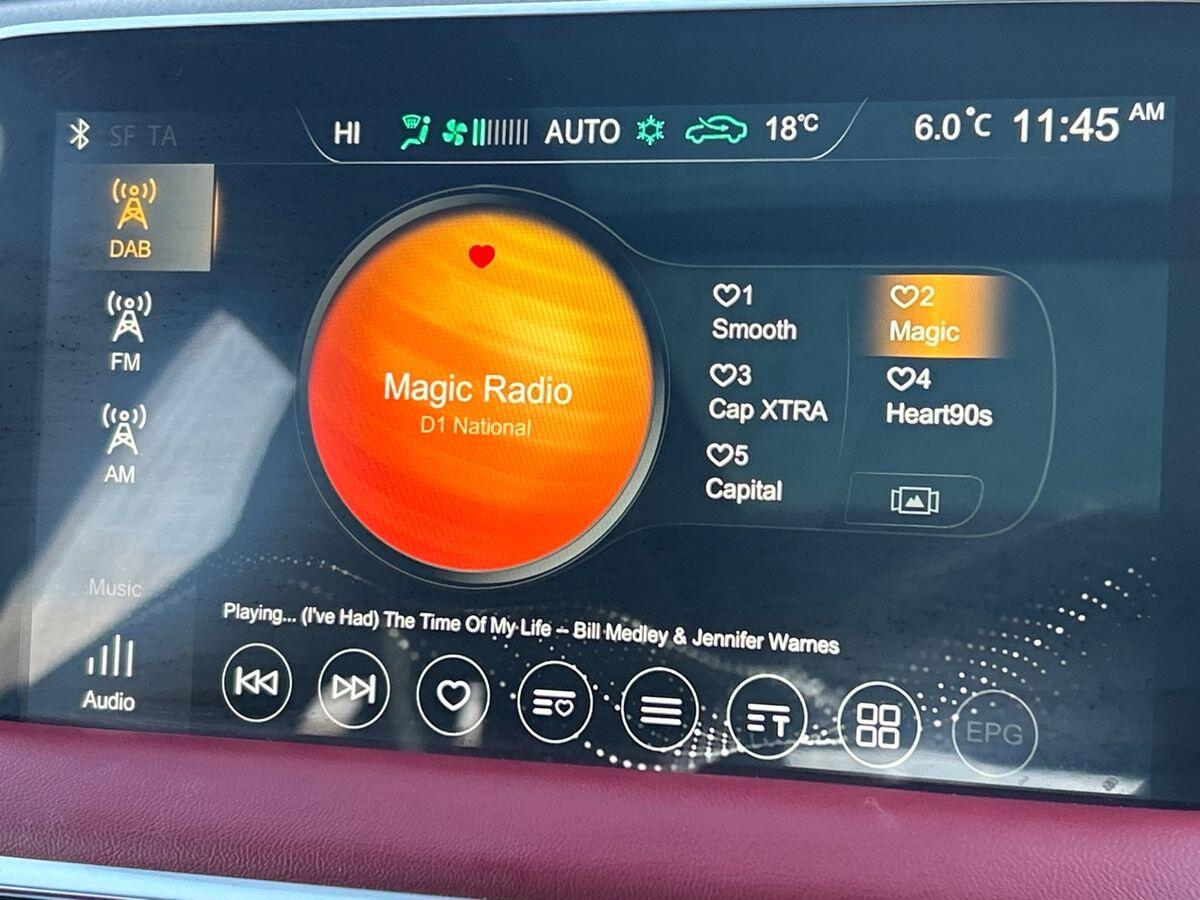 SF TA
HI AUTO 18℃
6.0℃ 11:45 AM
DAB
FM
AM
Music
Audio
Magic Radio
D1 National
1
Smooth
2
Magic
3
Cap XTRA
4
Heart90s
5
Capital
Playing... (I've Had) The Time Of My Life – Bill Medley & Jennifer Warnes
T
EPG